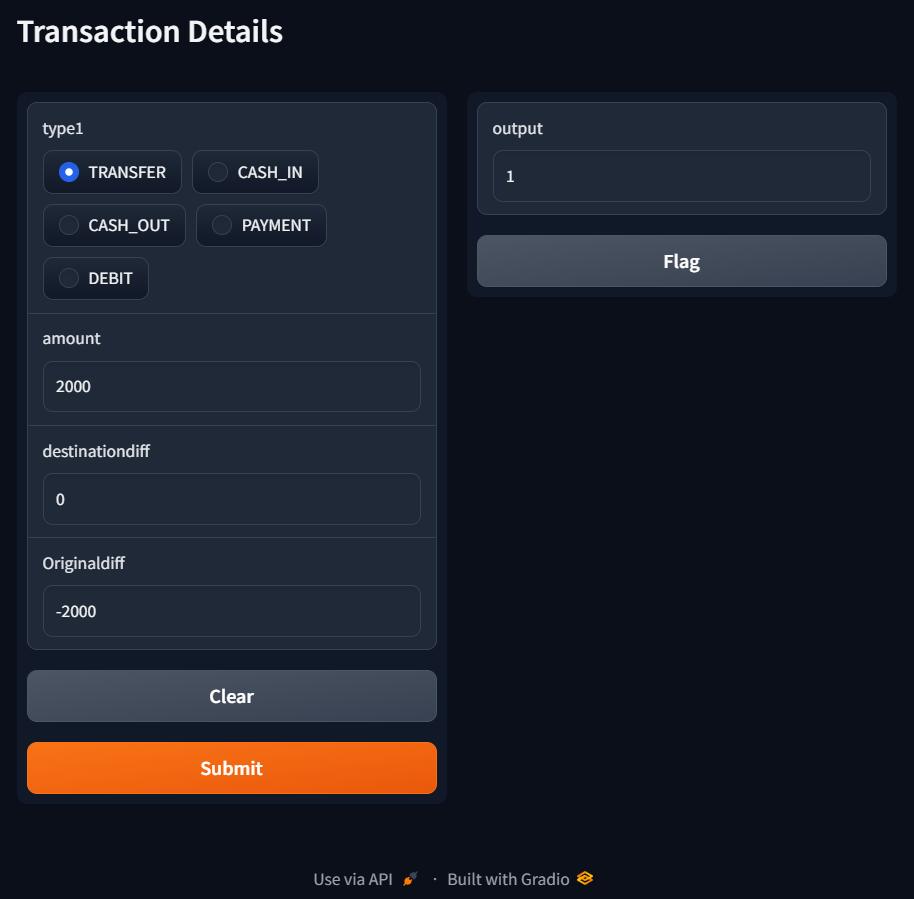 Transaction Details
type1
TRANSFER CASH_IN
CASH_OUT PAYMENT
DEBIT
amount
2000
destinationdiff
0
Originaldiff
-2000
Clear
Submit
output
1
Flag
Use via API · Built with Gradio